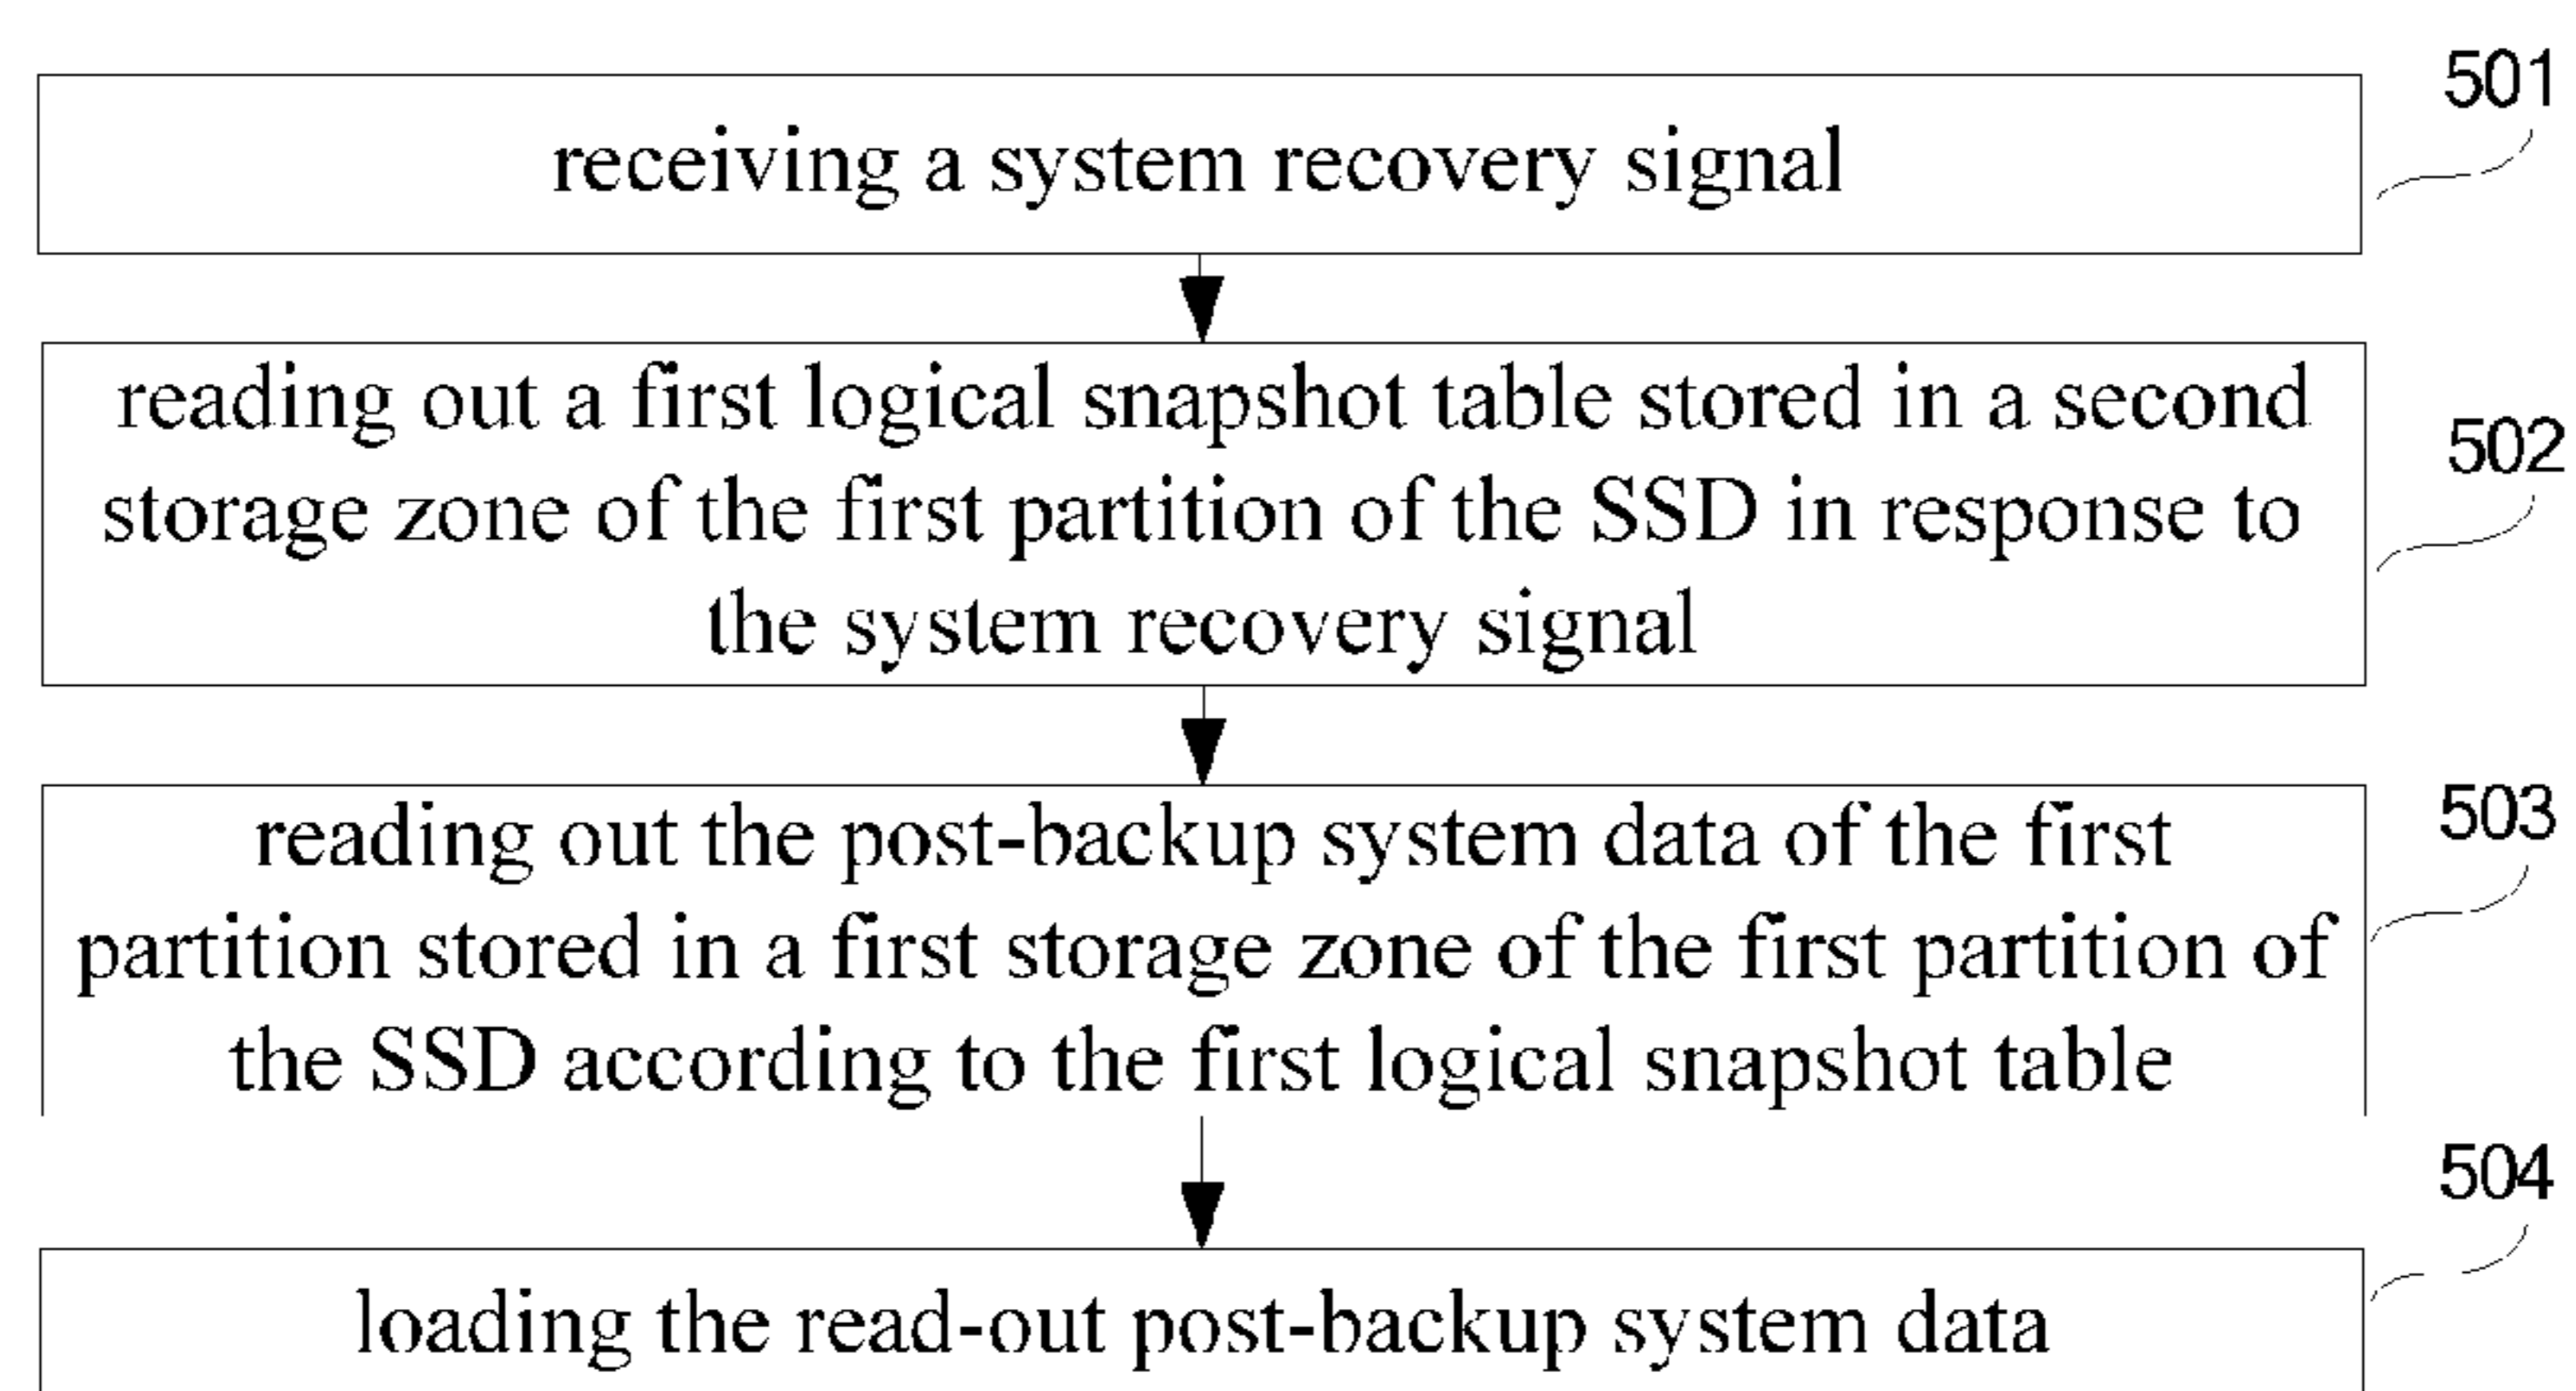 501
receiving a system recovery signal
reading out a first logical snapshot table stored in a second
502
storage zone of the first partition of the SSD in response to
the system recovery signal
503
reading out the post-backup system data of the first
partition stored in a first storage zone of the first partition of
the SSD according to the first logical snapshot table
504
loading the read-out post-backup system data